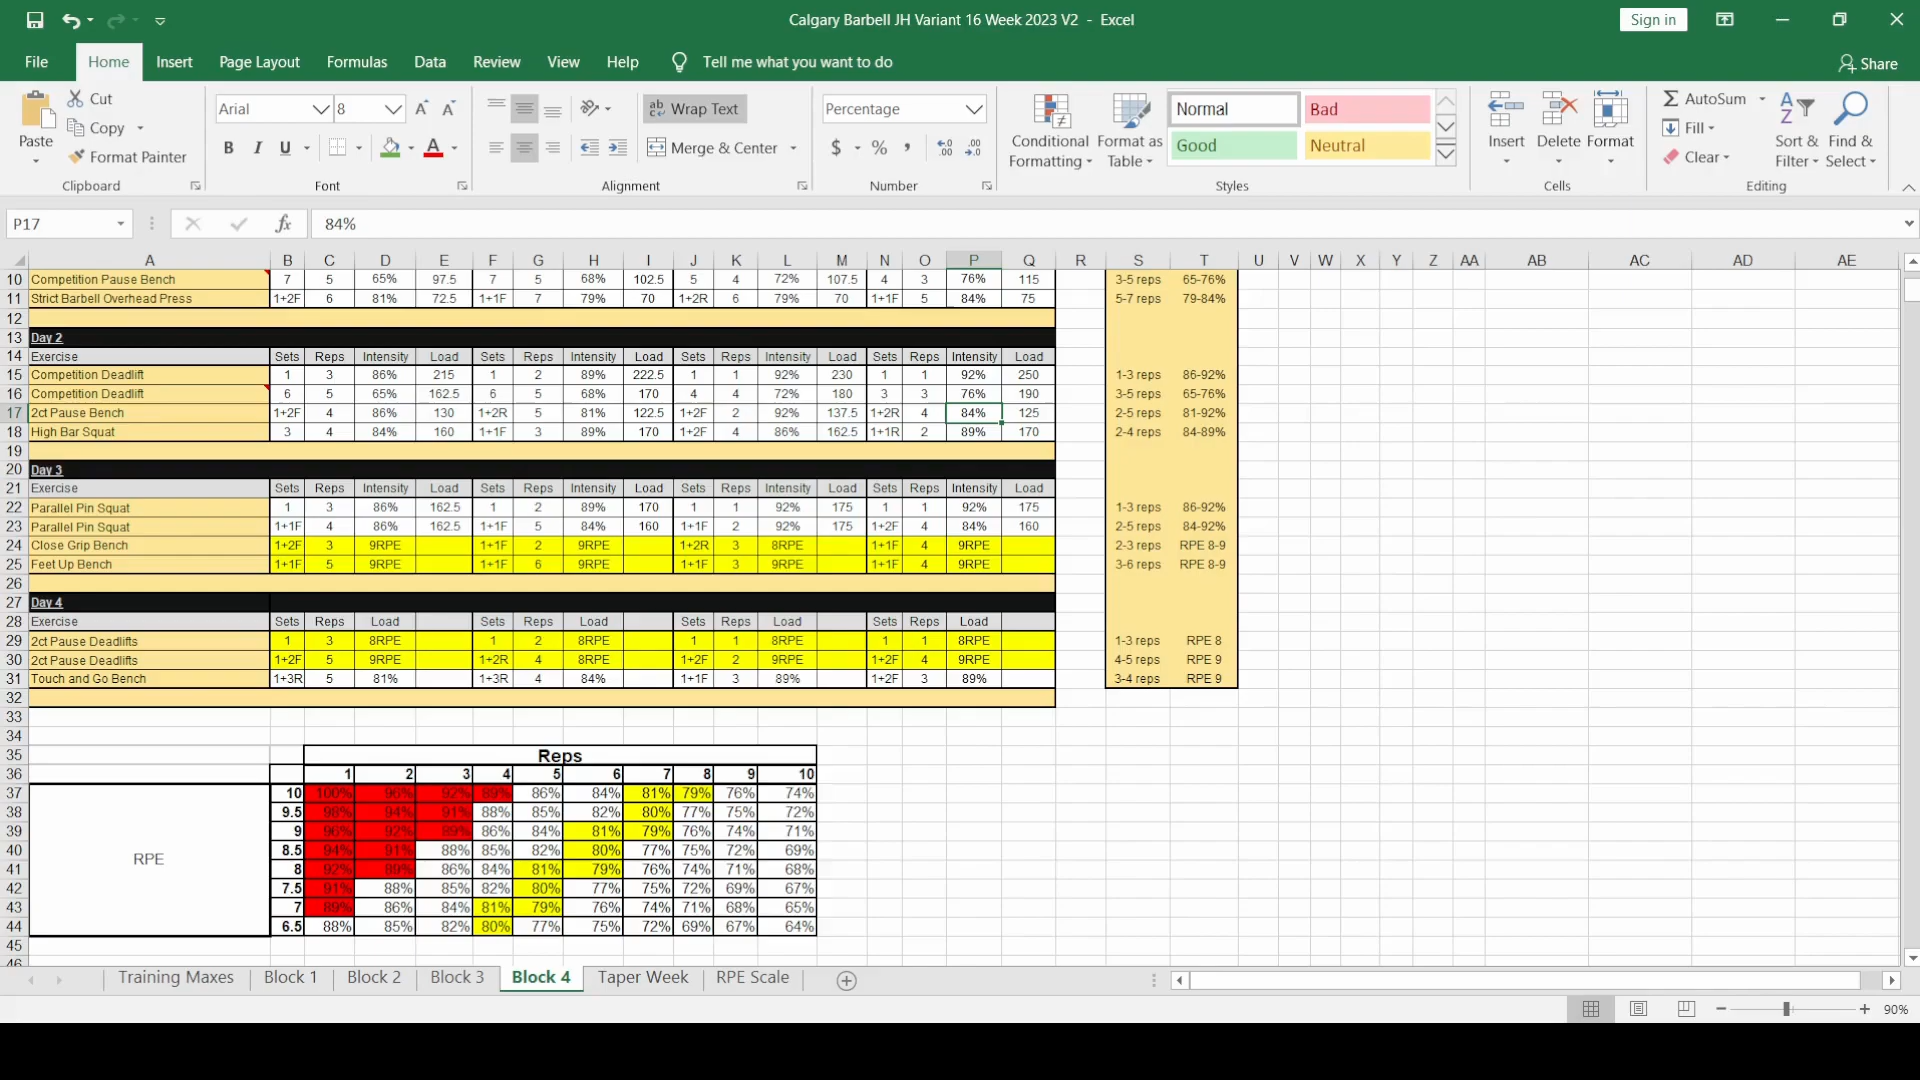 Calgary Barbell JH Variant 16 Week 2023 V2 - Excel
Sign in
File Home Insert Page Layout Formulas Data Review View Help Tell me what you want to do Share
Paste Cut Copy Format Painter Clipboard
Arial 8 B I U Font
Wrap Text Merge & Center Alignment
Percentage $ % , Number
Conditional Formatting Format as Table Normal Bad Good Neutral Styles
Insert Delete Format Cells
AutoSum Fill Clear Sort & Filter Find & Select Editing
P17 fx 84%
A B C D E F G H I J K L M N O P Q R S T U V W X Y Z AA AB AC AD AE
10 Competition Pause Bench 7 5 65% 97.5 7 5 68% 102.5 5 4 72% 107.5 4 3 76% 115 3-5 reps 65-76%
11 Strict Barbell Overhead Press 1+2F 6 81% 72.5 1+1F 7 79% 70 1+2R 6 79% 70 1+1F 5 84% 75 5-7 reps 79-84%
12
13 Day 2
14 Exercise Sets Reps Intensity Load Sets Reps Intensity Load Sets Reps Intensity Load Sets Reps Intensity Load
15 Competition Deadlift 1 3 86% 215 1 2 89% 222.5 1 1 92% 230 1 1 92% 250 1-3 reps 86-92%
16 Competition Deadlift 6 5 65% 162.5 6 5 68% 170 4 4 72% 180 3 3 76% 190 3-5 reps 65-76%
17 2ct Pause Bench 1+2F 4 86% 130 1+2R 5 81% 122.5 1+2F 2 92% 137.5 1+2R 4 84% 125 2-5 reps 81-92%
18 High Bar Squat 3 4 84% 160 1+1F 3 89% 170 1+2F 4 86% 162.5 1+1R 2 89% 170 2-4 reps 84-89%
19
20 Day 3
21 Exercise Sets Reps Intensity Load Sets Reps Intensity Load Sets Reps Intensity Load Sets Reps Intensity Load
22 Parallel Pin Squat 1 3 86% 162.5 1 2 89% 170 1 1 92% 175 1 1 92% 175 1-3 reps 86-92%
23 Parallel Pin Squat 1+1F 4 86% 162.5 1+1F 5 84% 160 1+1F 2 92% 175 1+2F 4 84% 160 2-5 reps 84-92%
24 Close Grip Bench 1+2F 3 9RPE 1+1F 2 9RPE 1+2R 3 8RPE 1+1F 4 9RPE 2-3 reps RPE 8-9
25 Feet Up Bench 1+1F 5 9RPE 1+1F 6 9RPE 1+1F 3 9RPE 1+1F 4 9RPE 3-6 reps RPE 8-9
26
27 Day 4
28 Exercise Sets Reps Load Sets Reps Load Sets Reps Load Sets Reps Load
29 2ct Pause Deadlifts 1 3 8RPE 1 2 8RPE 1 1 8RPE 1 1 8RPE 1-3 reps RPE 8
30 2ct Pause Deadlifts 1+2F 5 9RPE 1+2R 4 8RPE 1+2F 2 9RPE 1+2F 4 9RPE 4-5 reps RPE 9
31 Touch and Go Bench 1+3R 5 81% 1+3R 4 84% 1+1F 3 89% 1+2F 3 89% 3-4 reps RPE 9
32
33
34
35 Reps
36 1 2 3 4 5 6 7 8 9 10
37 10 100% 96% 92% 89% 86% 84% 81% 79% 76% 74%
38 9.5 98% 94% 91% 88% 85% 82% 80% 77% 75% 72%
39 9 96% 92% 89% 86% 84% 81% 79% 76% 74% 71%
40 RPE 8.5 94% 91% 88% 85% 82% 80% 77% 75% 72% 69%
41 8 92% 89% 86% 84% 81% 79% 76% 74% 71% 68%
42 7.5 91% 88% 85% 82% 80% 77% 75% 72% 69% 67%
43 7 89% 86% 84% 81% 79% 76% 74% 71% 68% 65%
44 6.5 88% 85% 82% 80% 77% 75% 72% 69% 67% 64%
45
46
Training Maxes Block 1 Block 2 Block 3 Block 4 Taper Week RPE Scale
90%